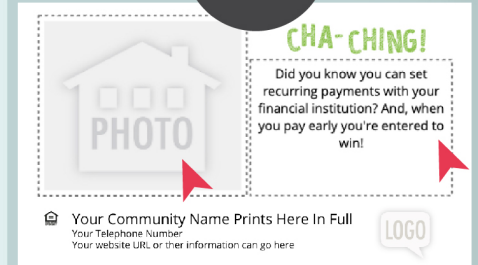 CHA-CHING!
Did you know you can set
recurring payments with your
financial institution? And, when
you pay early you're entered to
win!
PHOTO
Your Community Name Prints Here In Full
Your Telephone Number
Your website URL or ther information can go here
LOGO